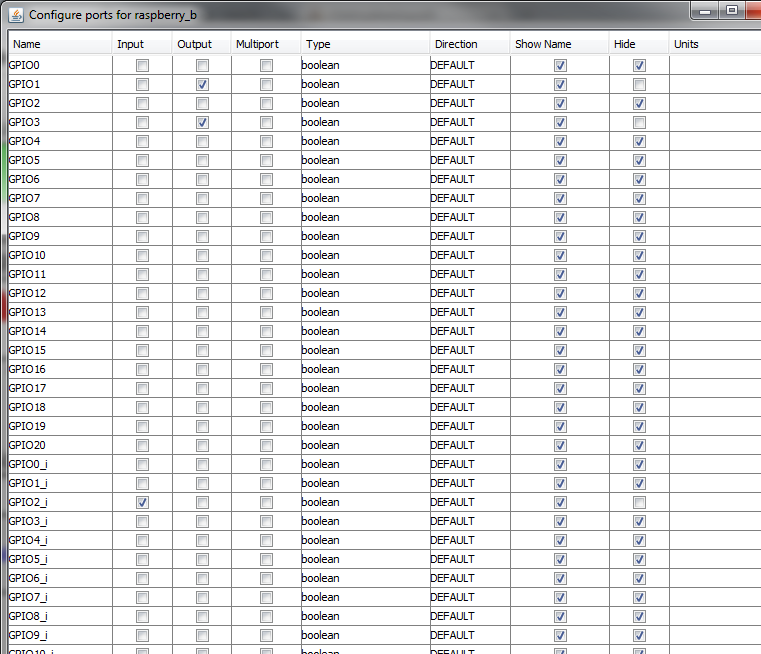 Configure ports for raspberry_b
Name Input Output Multiport Type Direction Show Name Hide Units
GPIO0 boolean DEFAULT
GPIO1 boolean DEFAULT
GPIO2 boolean DEFAULT
GPIO3 boolean DEFAULT
GPIO4 boolean DEFAULT
GPIO5 boolean DEFAULT
GPIO6 boolean DEFAULT
GPIO7 boolean DEFAULT
GPIO8 boolean DEFAULT
GPIO9 boolean DEFAULT
GPIO10 boolean DEFAULT
GPIO11 boolean DEFAULT
GPIO12 boolean DEFAULT
GPIO13 boolean DEFAULT
GPIO14 boolean DEFAULT
GPIO15 boolean DEFAULT
GPIO16 boolean DEFAULT
GPIO17 boolean DEFAULT
GPIO18 boolean DEFAULT
GPIO19 boolean DEFAULT
GPIO20 boolean DEFAULT
GPIO0_i boolean DEFAULT
GPIO1_i boolean DEFAULT
GPIO2_i boolean DEFAULT
GPIO3_i boolean DEFAULT
GPIO4_i boolean DEFAULT
GPIO5_i boolean DEFAULT
GPIO6_i boolean DEFAULT
GPIO7_i boolean DEFAULT
GPIO8_i boolean DEFAULT
GPIO9_i boolean DEFAULT
GPIO10_i boolean DEFAULT